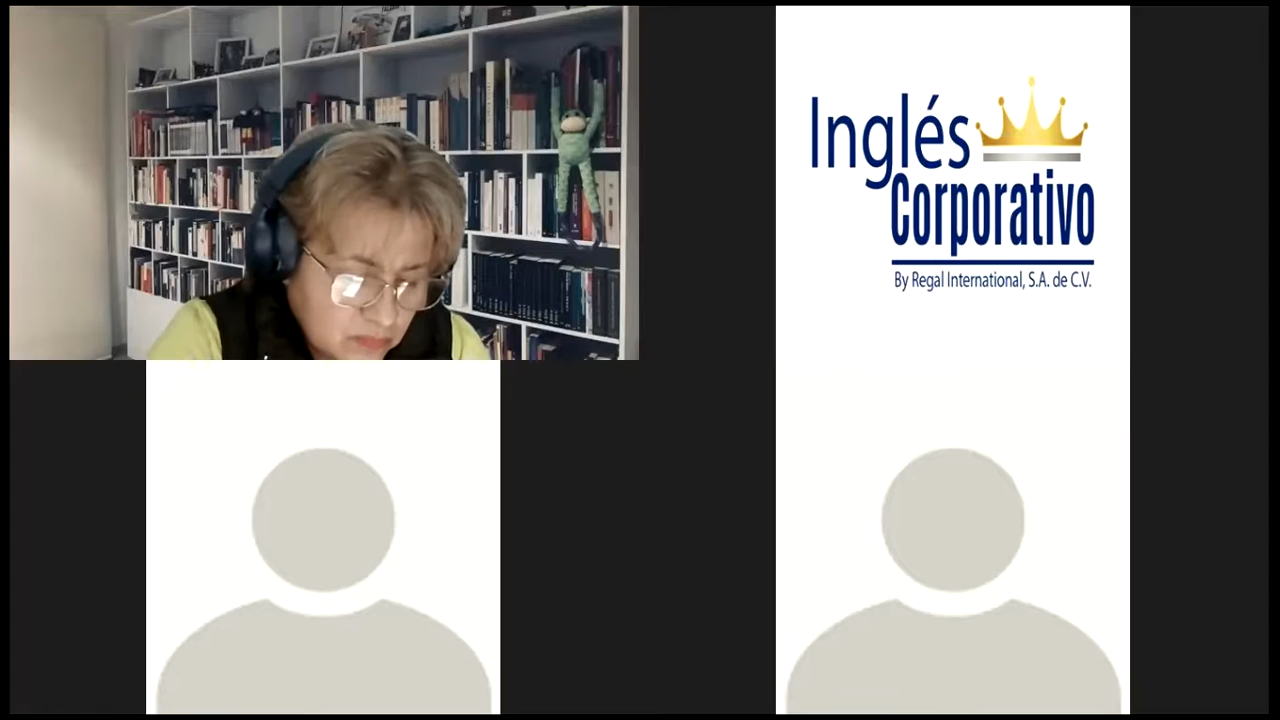 Inglés
Corporativo
By Regal International, S.A. de C.V.